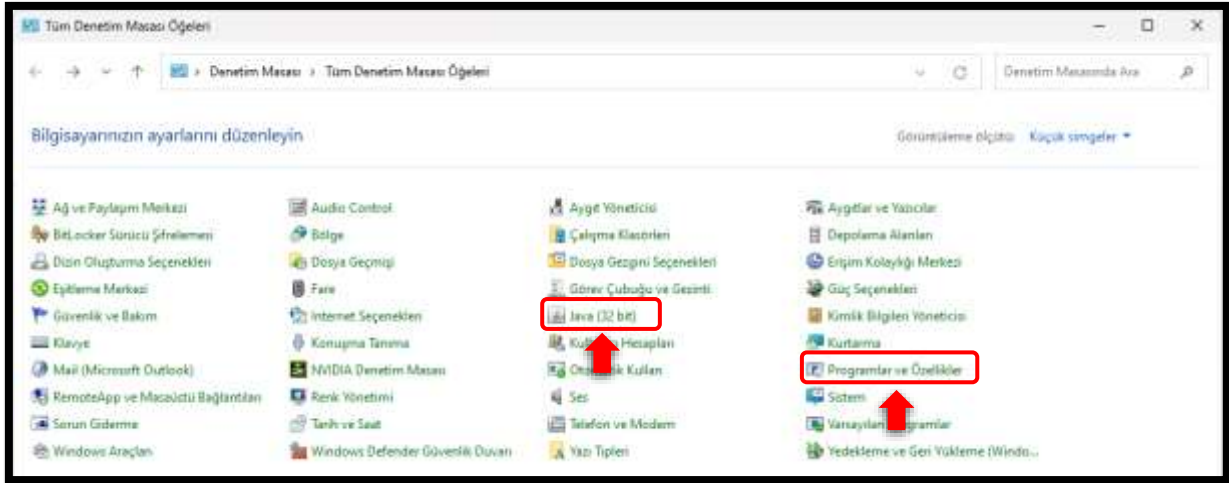 Tüm Denetim Masası Öğeleri
Denetim Masası › Tüm Denetim Masası Öğeleri
Denetim Masasında Ara
Bilgisayarınızın ayarlarını düzenleyin
Görüntüleme ölçütü: Küçük simgeler
Ağ ve Paylaşım Merkezi
Audio Control
Aygıt Yöneticisi
Aygıtlar ve Yazıcılar
BitLocker Sürücü Şifrelemesi
Bölge
Çalışma Klasörleri
Depolama Alanları
Dizin Oluşturma Seçenekleri
Dosya Geçmişi
Dosya Gezgini Seçenekleri
Erişim Kolaylığı Merkezi
Eşitleme Merkezi
Fare
Görev Çubuğu ve Gezinti
Güç Seçenekleri
Güvenlik ve Bakım
İnternet Seçenekleri
Java (32 bit)
Kimlik Bilgileri Yöneticisi
Klavye
Konuşma Tanıma
Hesapları
Kurtarma
Mail (Microsoft Outlook)
NVIDIA Denetim Masası
Kullan
Programlar ve Özellikler
RemoteApp ve Masaüstü Bağlantıları
Renk Yönetimi
Ses
Sistem
Sorun Giderme
Tarih ve Saat
Telefon ve Modem
Varsayılan
Windows Araçları
Windows Defender Güvenlik Duvarı
Yazı Tipleri
Yedekleme ve Geri Yükleme (Windo...